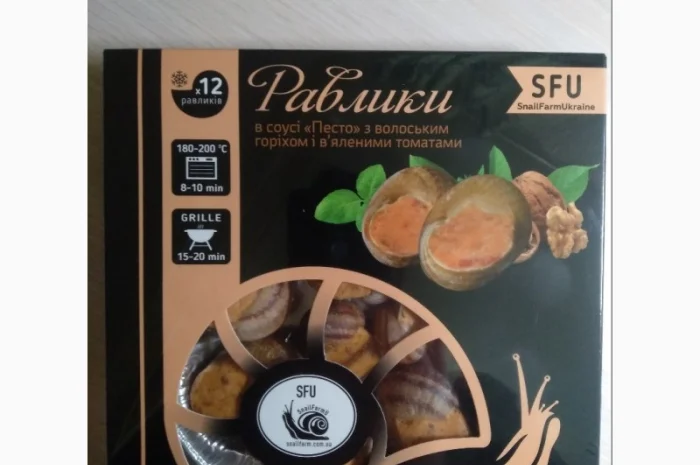 x12
равликів
Равлики
SFU
SnailFarmUkraine
в соусі «Песто» з волоським
горіхом і в'яленими томатами
180-200 °C
8-10 min
GRILLE
15-20 min
SFU
SnailFarmU
snailfarm.com.ua